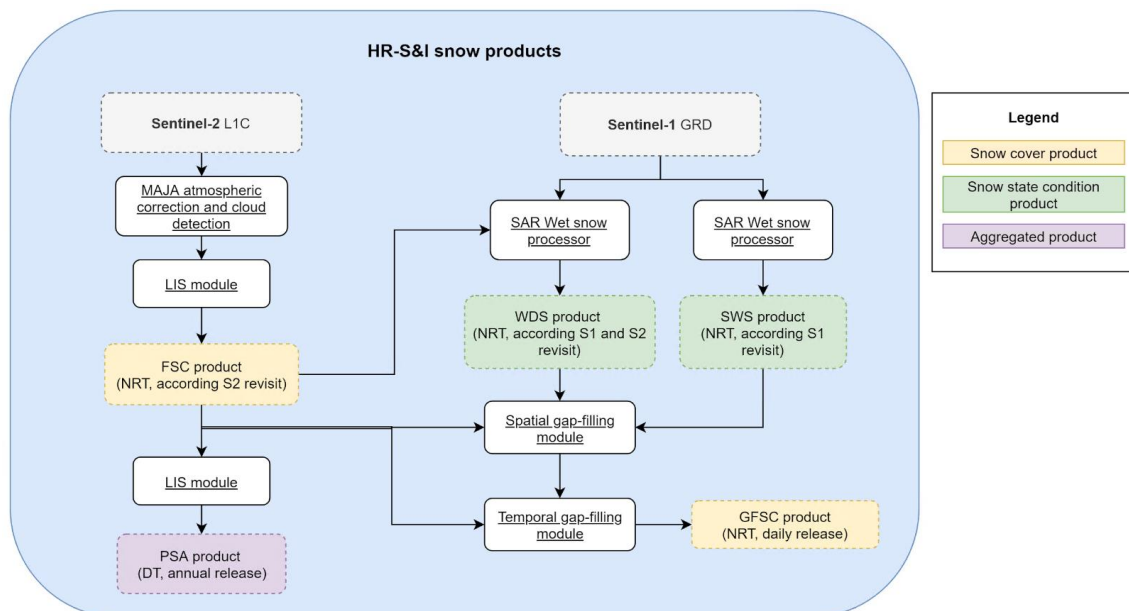 HR-S&I snow products
Sentinel-2 L1C
Sentinel-1 GRD
MAJA atmospheric
correction and cloud
detection
SAR Wet snow
processor
SAR Wet snow
processor
LIS module
WDS product
(NRT, according S1 and S2
revisit)
SWS product
(NRT, according S1
revisit)
FSC product
(NRT, according S2 revisit)
Spatial gap-filling
module
LIS module
Temporal gap-filling
module
GFSC product
(NRT, daily release)
PSA product
(DT, annual release)
Legend
Snow cover product
Snow state condition
product
Aggregated product